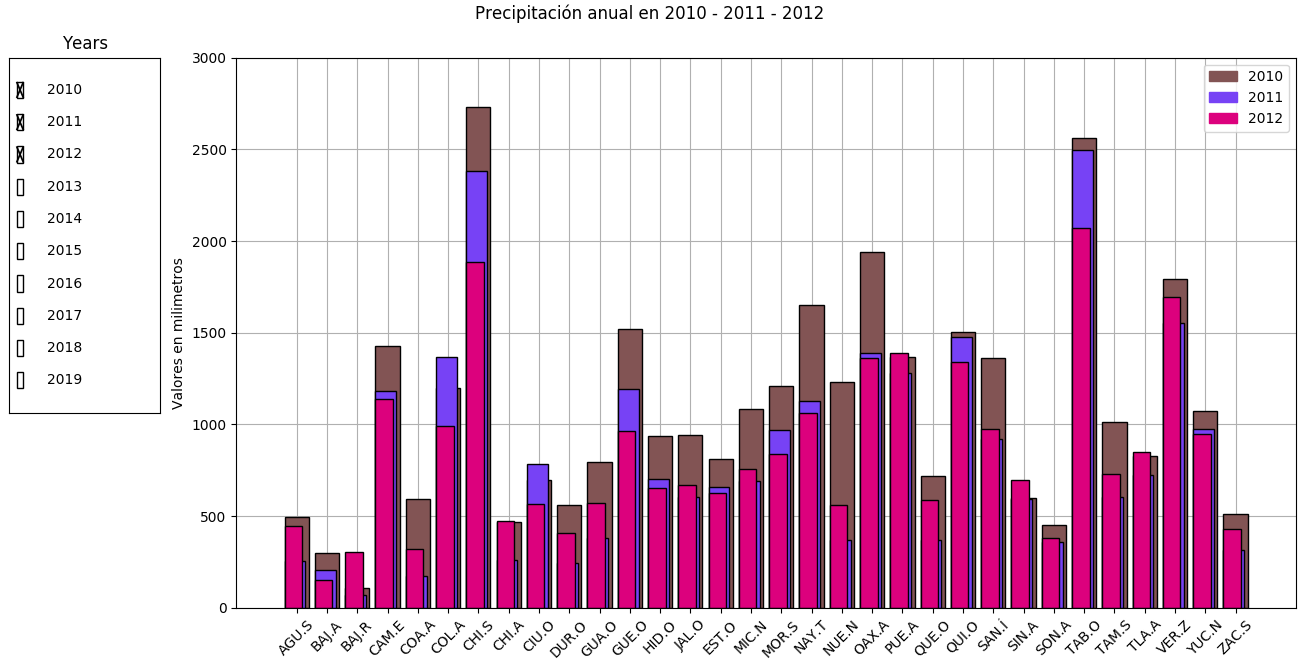 Precipitación anual en 2010 - 2011 - 2012
Years
2010
2011
2012
2013
2014
2015
2016
2017
2018
2019
Valores en milimetros
3000
2500
2000
1500
1000
500
0
2010
2011
2012
AGU.S
BAJ.A
BAJ.R
CAM.E
COA.A
COL.A
CHI.S
CHI.A
CIU.O
DUR.O
GUA.O
GUE.O
HID.O
JAL.O
EST.O
MIC.N
MOR.S
NAY.T
NUE.N
OAX.A
PUE.A
QUE.O
QUI.O
SAN.í
SIN.A
SON.A
TAB.O
TAM.S
TLA.A
VER.Z
YUC.N
ZAC.S